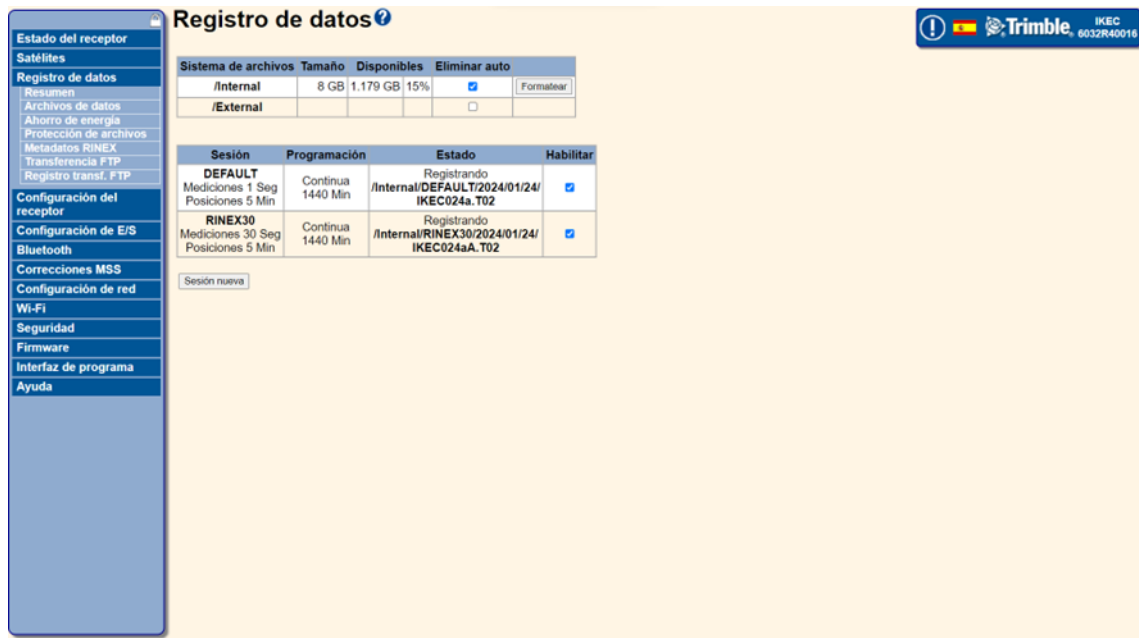 Registro de datos?
Trimble. IKEC
6032R40016
Estado del receptor
Satélites
Registro de datos
Resumen
Archivos de datos
Ahorro de energía
Protección de archivos
Metadatos RINEX
Transferencia FTP
Registro transf. FTP
Configuración del
receptor
Configuración de E/S
Bluetooth
Correcciones MSS
Configuración de red
Wi-Fi
Seguridad
Firmware
Interfaz de programa
Ayuda
Sistema de archivos Tamaño Disponibles Eliminar auto
/Internal 8 GB 1.179 GB 15% Formatear
/External
Sesión Programación Estado Habilitar
DEFAULT
Mediciones 1 Seg
Posiciones 5 Min
Continua
1440 Min
Registrando
/Internal/DEFAULT/2024/01/24/
IKEC024a.T02
RINEX30
Mediciones 30 Seg
Posiciones 5 Min
Continua
1440 Min
Registrando
/Internal/RINEX30/2024/01/24/
IKEC024aA.T02
Sesión nueva